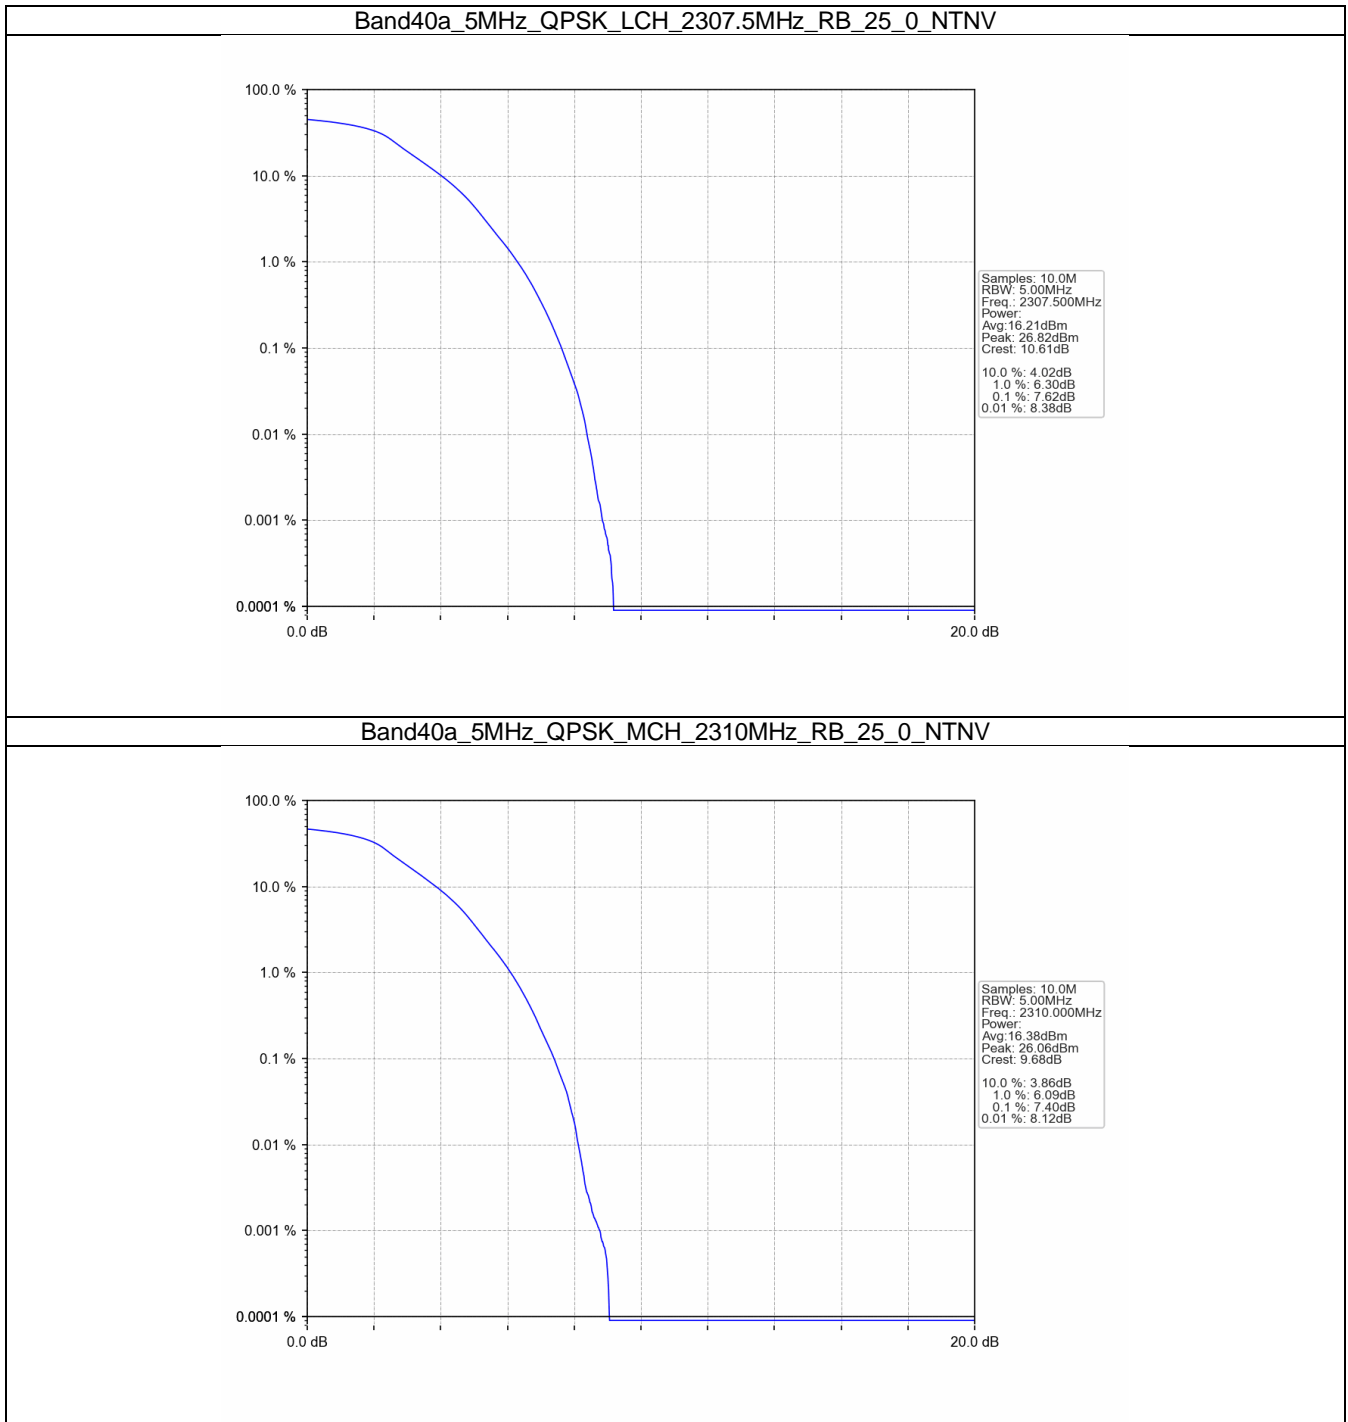 Band40a_5MHz_QPSK_LCH_2307.5MHz_RB_25_0_NTNV
100.0 %
10.0 %
1.0 %
0.1 %
0.01 %
0.001 %
0.0001 %
0.0 dB
20.0 dB
Samples: 10.0M
RBW: 5.00MHz
Freq.: 2307.500MHz
Power:
Avg:16.21dBm
Peak: 26.82dBm
Crest: 10.61dB
10.0 %: 4.02dB
1.0 %: 6.30dB
0.1 %: 7.62dB
0.01 %: 8.38dB
Band40a_5MHz_QPSK_MCH_2310MHz_RB_25_0_NTNV
100.0 %
10.0 %
1.0 %
0.1 %
0.01 %
0.001 %
0.0001 %
0.0 dB
20.0 dB
Samples: 10.0M
RBW: 5.00MHz
Freq.: 2310.000MHz
Power:
Avg:16.38dBm
Peak: 26.06dBm
Crest: 9.68dB
10.0 %: 3.86dB
1.0 %: 6.09dB
0.1 %: 7.40dB
0.01 %: 8.12dB